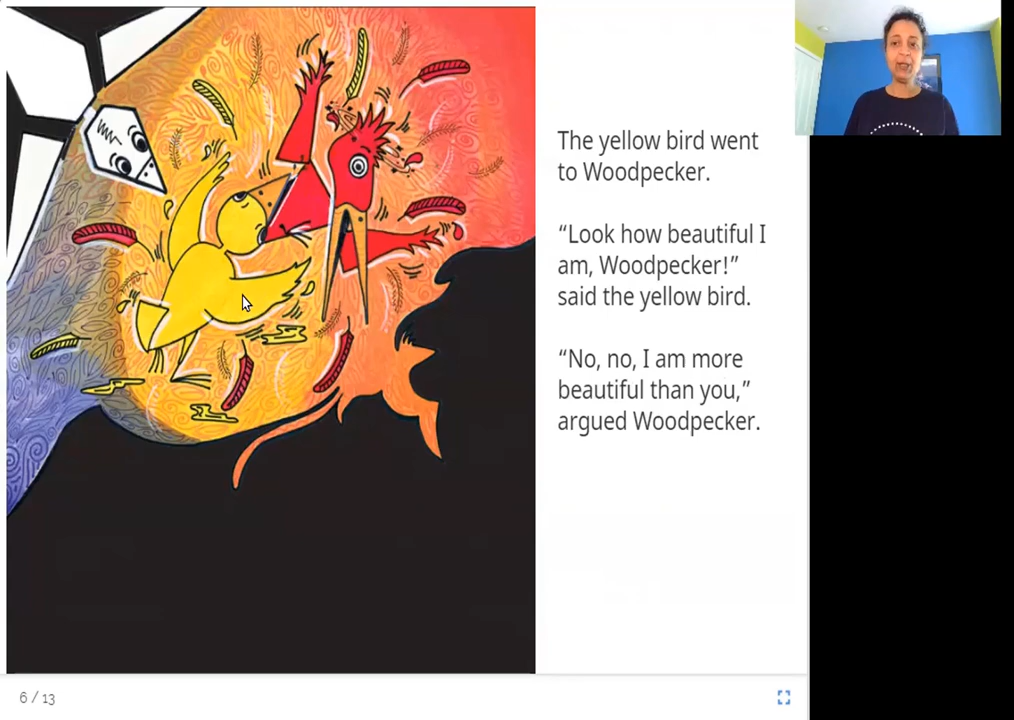 The yellow bird went
to Woodpecker.
“Look how beautiful I
am, Woodpecker!”
said the yellow bird.
“No, no, I am more
beautiful than you,”
argued Woodpecker.
6 / 13